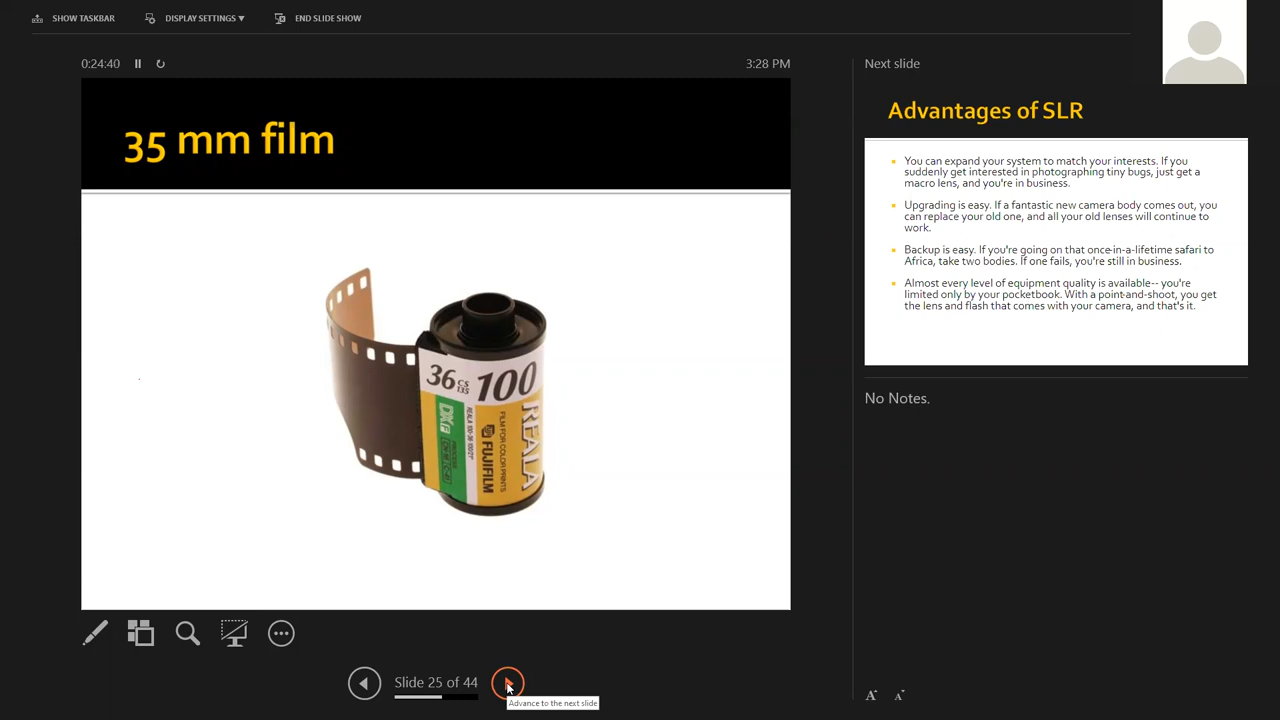 SHOW TASKBAR
DISPLAY SETTINGS ▼
END SLIDE SHOW
0:24:40
3:28 PM
Next slide
35 mm film
36 CS 135 100
REALA
FUJIFILM
FILM FOR COLOR PRINTS
Advantages of SLR
You can expand your system to match your interests. If you
suddenly get interested in photographing tiny bugs, just get a
macro lens, and you're in business.
Upgrading is easy. If a fantastic new camera body comes out, you
can replace your old one, and all your old lenses will continue to
work.
Backup is easy. If you're going on that once-in-a-lifetime safari to
Africa, take two bodies. If one fails, you're still in business.
Almost every level of equipment quality is available-- you're
limited only by your pocketbook. With a point-and-shoot, you get
the lens and flash that comes with your camera, and that's it.
No Notes.
Slide 25 of 44
Advance to the next slide
A A